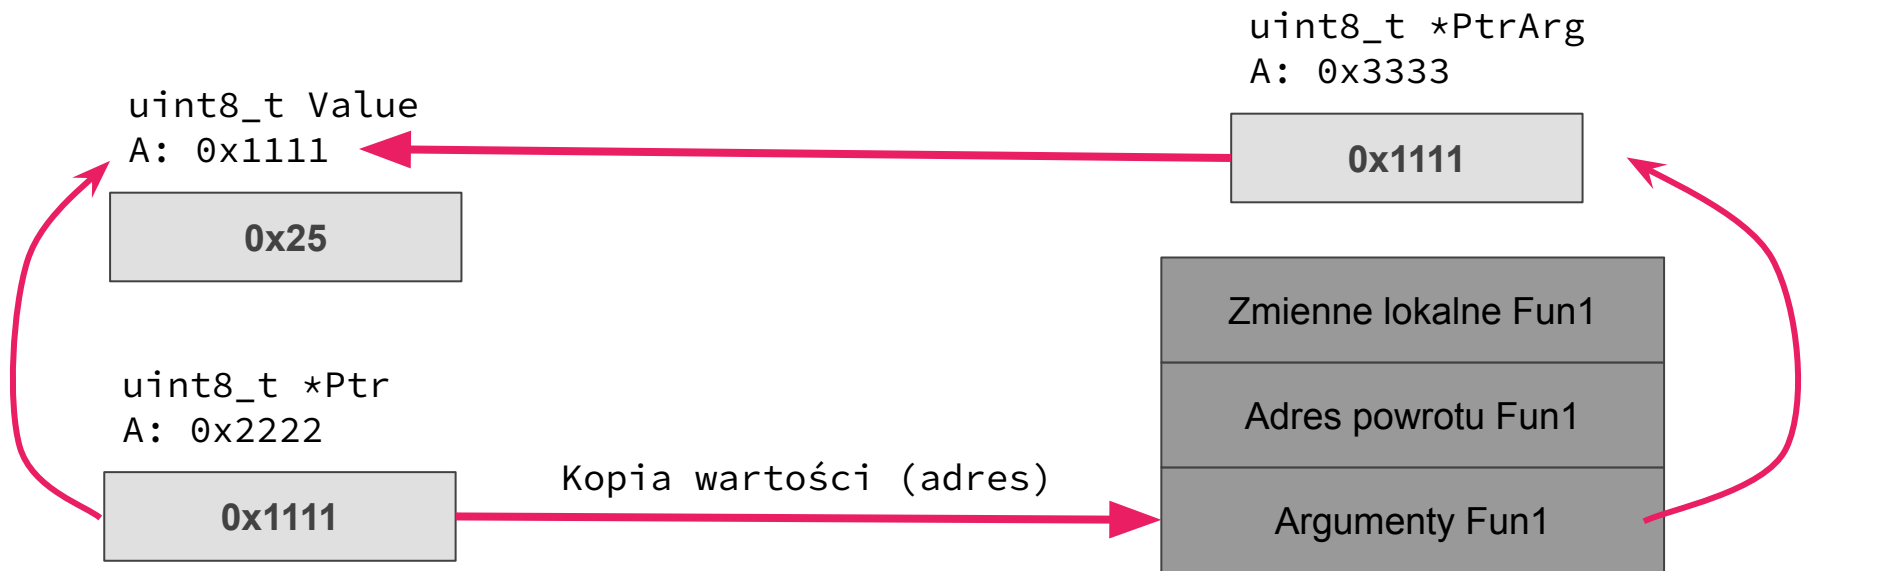 uint8_t *PtrArg
A: 0x3333
uint8_t Value
A: 0x1111
0x1111
0x25
Zmienne lokalne Fun1
uint8_t *Ptr
A: 0x2222
Adres powrotu Fun1
Kopia wartości (adres)
0x1111
Argumenty Fun1